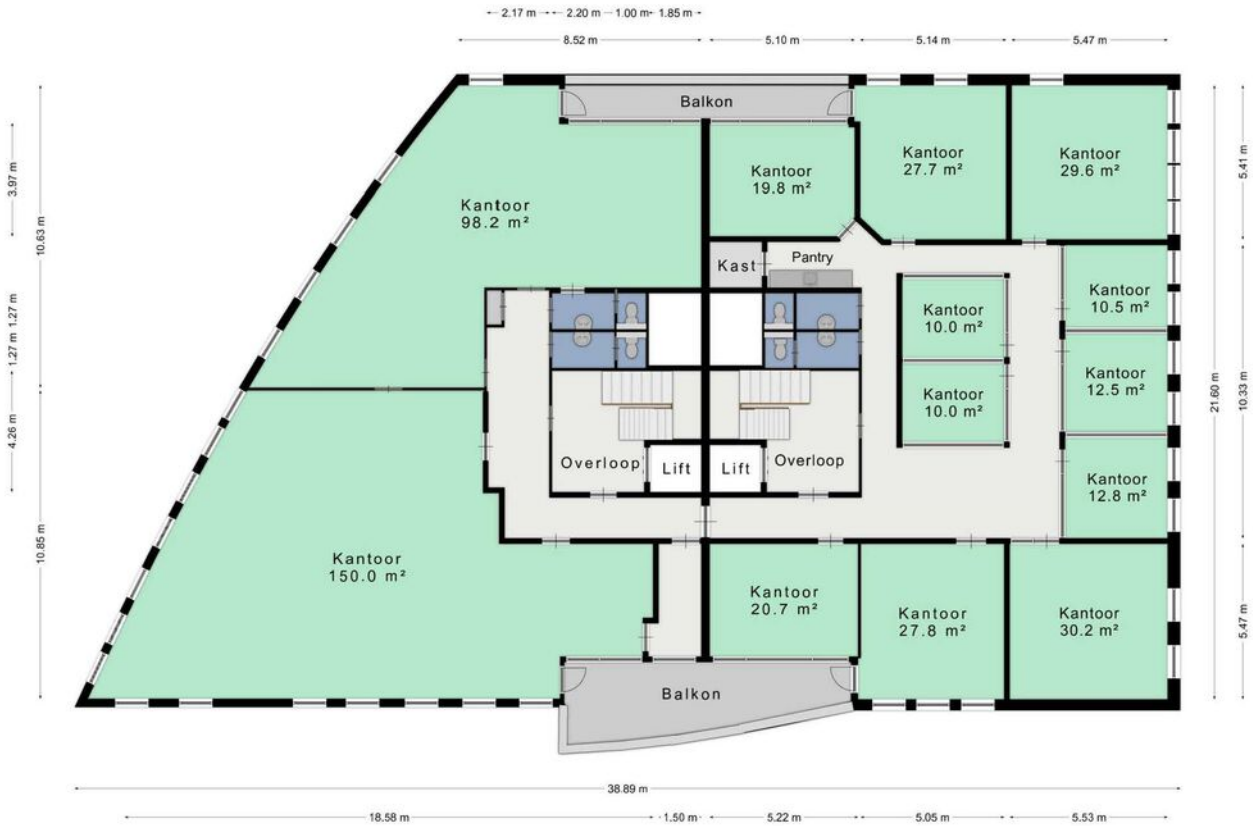 2.17 m
2.20 m
1.00 m
1.85 m
8.52 m
5.10 m
5.14 m
5.47 m
Balkon
Kantoor
98.2 m²
Kantoor
19.8 m²
Kantoor
27.7 m²
Kantoor
29.6 m²
Kast
Pantry
Kantoor
10.0 m²
Kantoor
10.0 m²
Kantoor
10.5 m²
Kantoor
12.5 m²
Kantoor
12.8 m²
Overloop
Lift
Lift
Overloop
Kantoor
150.0 m²
Kantoor
20.7 m²
Kantoor
27.8 m²
Kantoor
30.2 m²
Balkon
3.97 m
1.27 m
1.27 m
4.26 m
10.63 m
10.85 m
21.60 m
5.41 m
10.33 m
5.47 m
38.89 m
18.58 m
1.50 m
5.22 m
5.05 m
5.53 m